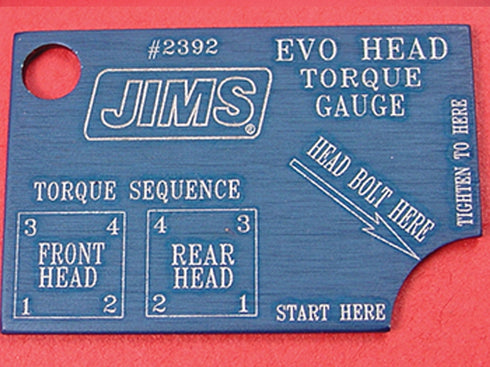 #2392
EVO HEAD
TORQUE
GAUGE
JIMS®
TIGHTEN TO HERE
HEAD BOLT HERE
TORQUE SEQUENCE
3 4
FRONT
HEAD
1 2
4 3
REAR
HEAD
2 1
START HERE